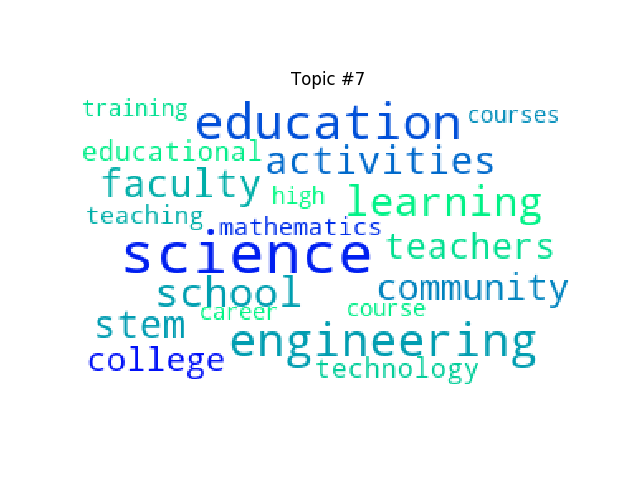 Topic #7
training education courses
educational activities
faculty high learning
teaching mathematics
science teachers
school community
stem career course
college engineering
technology